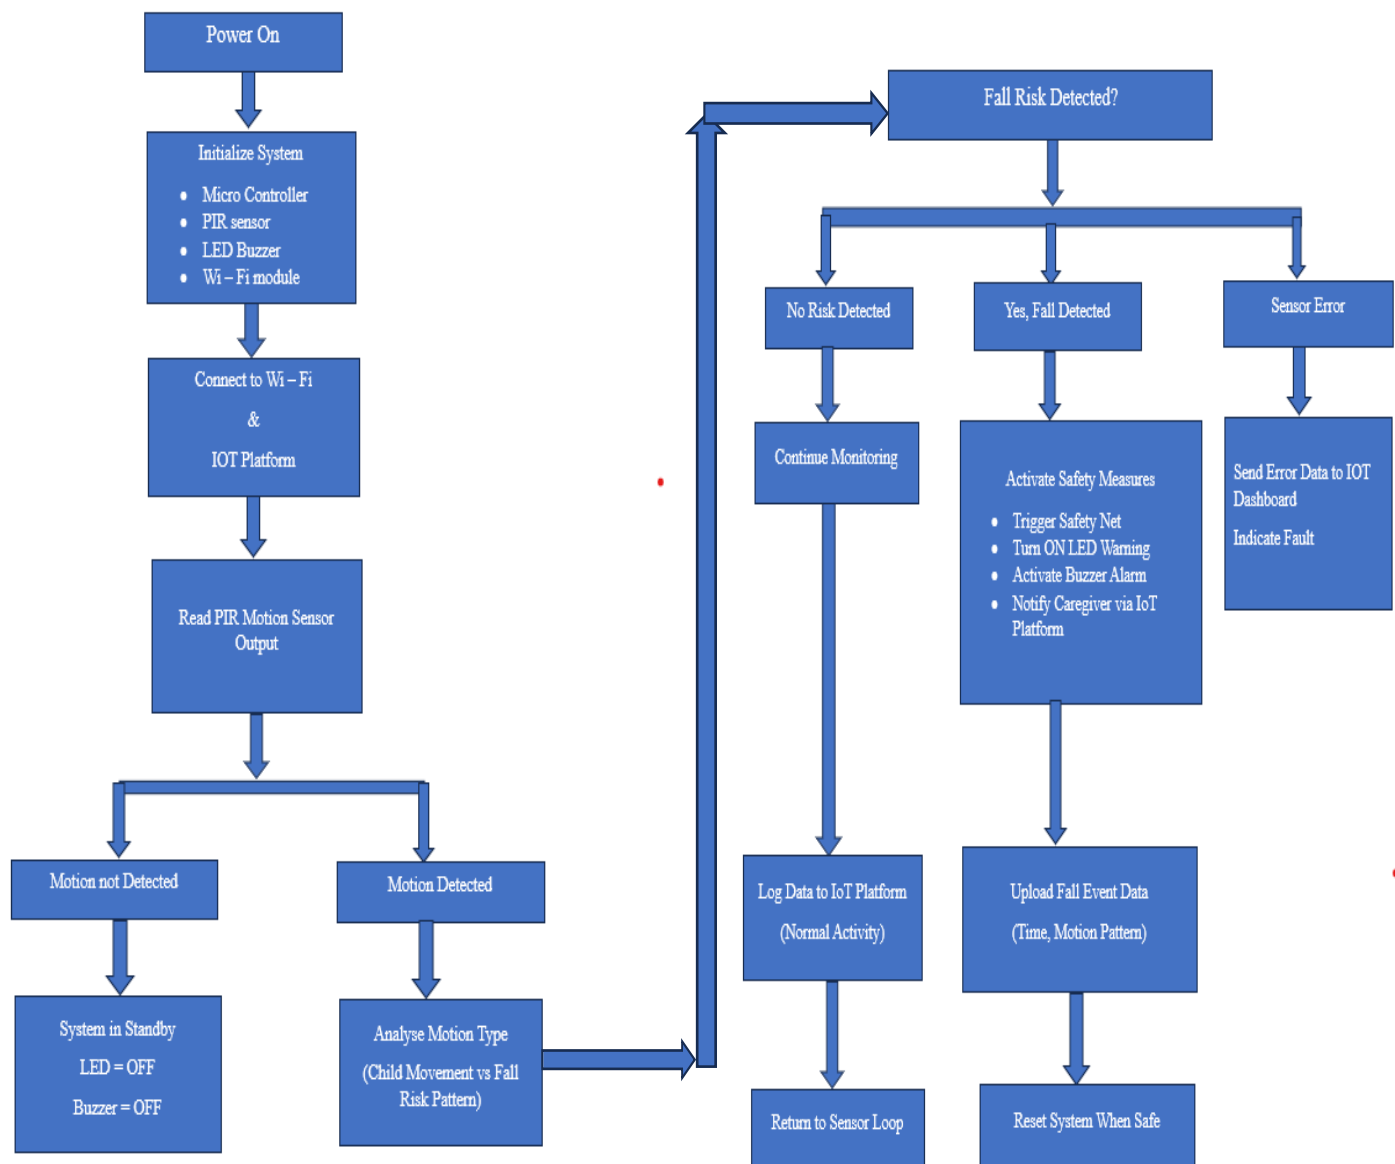 Power On
Initialize System
• Micro Controller
• PIR sensor
• LED Buzzer
• Wi – Fi module
Connect to Wi – Fi
&
IOT Platform
Read PIR Motion Sensor
Output
Motion not Detected
Motion Detected
System in Standby
LED = OFF
Buzzer = OFF
Analyse Motion Type
(Child Movement vs Fall
Risk Pattern)
Fall Risk Detected?
No Risk Detected
Yes, Fall Detected
Sensor Error
Continue Monitoring
Activate Safety Measures
• Trigger Safety Net
• Turn ON LED Warning
• Activate Buzzer Alarm
• Notify Caregiver via IoT
Platform
Send Error Data to IOT
Dashboard
Indicate Fault
Log Data to IoT Platform
(Normal Activity)
Upload Fall Event Data
(Time, Motion Pattern)
Return to Sensor Loop
Reset System When Safe